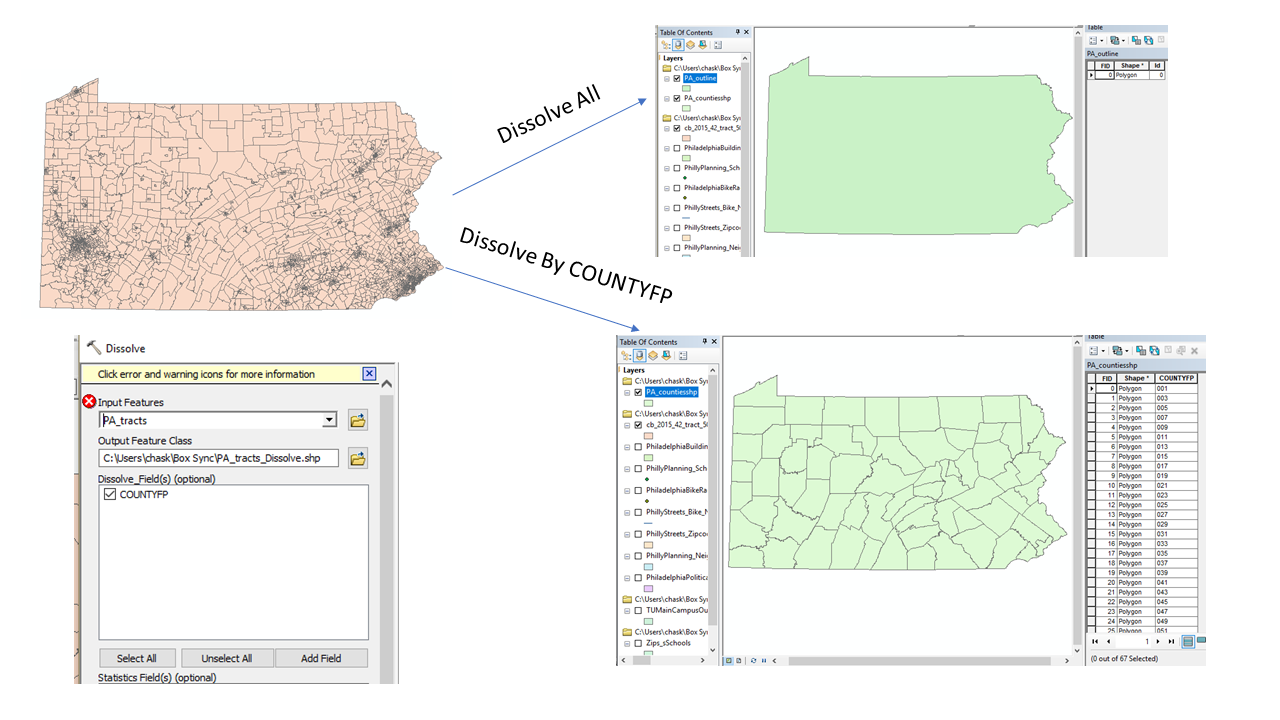 Dissolve All
Dissolve By COUNTYFP
Table Of Contents
Layers
C:\Users\chask\Box Sy
PA_outline
PA_countiesshp
C:\Users\chask\Box Sy
cb_2015_42_tract_5
PhiladelphiaBuildin
PhillyPlanning_Sch
PhiladelphiaBikeRa
PhillyStreets_Bike_N
PhillyStreets_Zipco
PhillyPlanning_Nei
Table
PA_outline
FID Shape * Id
0 Polygon 0
Dissolve
Click error and warning icons for more information
Input Features
PA_tracts
Output Feature Class
C:\Users\chask\Box Sync\PA_tracts_Dissolve.shp
Dissolve_Field(s) (optional)
COUNTYFP
Select All
Unselect All
Add Field
Statistics Field(s) (optional)
Table Of Contents
Layers
C:\Users\chask\Box Sy
PA_countiesshp
C:\Users\chask\Box Sy
cb_2015_42_tract_5
PhiladelphiaBuildin
PhillyPlanning_Sch
PhiladelphiaBikeRa
PhillyStreets_Bike_N
PhillyStreets_Zipco
PhillyPlanning_Nei
PhiladelphiaPolitica
C:\Users\chask\Box Sy
TUMainCampusOu
C:\Users\chask\Box Sy
Zips_sSchools
Table
PA_countiesshp
FID Shape * COUNTYFP
0 Polygon 001
1 Polygon 003
2 Polygon 005
3 Polygon 007
4 Polygon 009
5 Polygon 011
6 Polygon 013
7 Polygon 015
8 Polygon 017
9 Polygon 019
10 Polygon 021
11 Polygon 023
12 Polygon 025
13 Polygon 027
14 Polygon 029
15 Polygon 031
16 Polygon 033
17 Polygon 035
18 Polygon 037
19 Polygon 039
20 Polygon 041
21 Polygon 043
22 Polygon 045
23 Polygon 047
24 Polygon 049
25 Polygon 051
1
(0 out of 67 Selected)